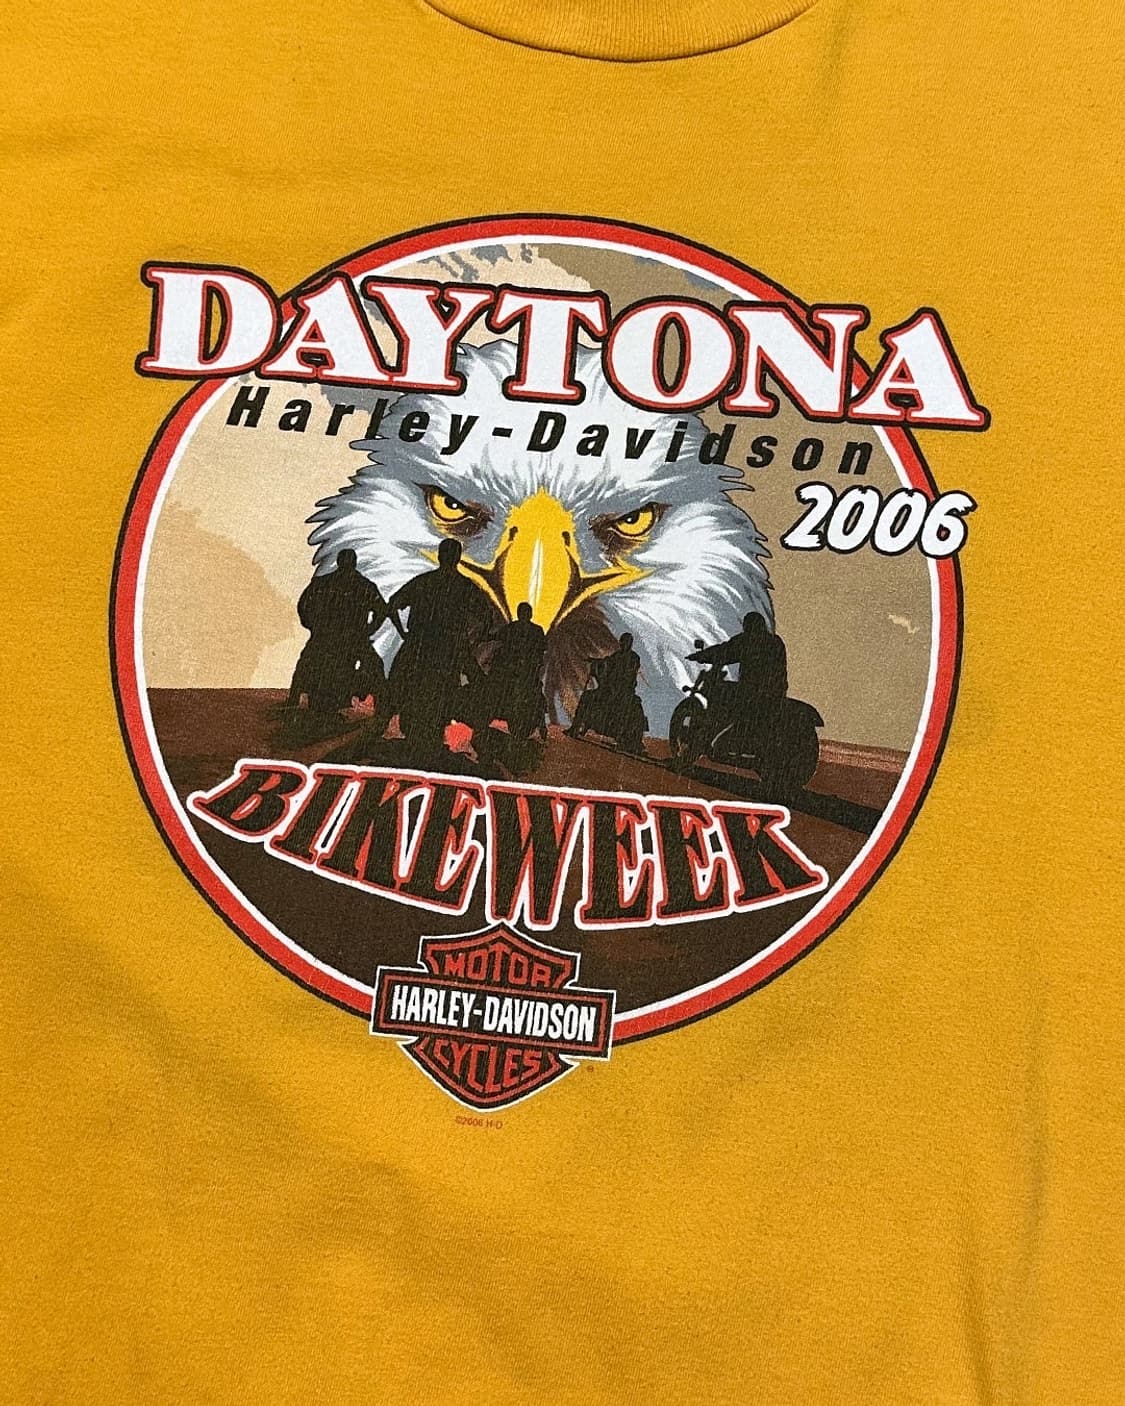 DAYTONA
Harley-Davidson
2006
BIKEWEEK
MOTOR
HARLEY-DAVIDSON
CYCLES
®
©2006 H-D